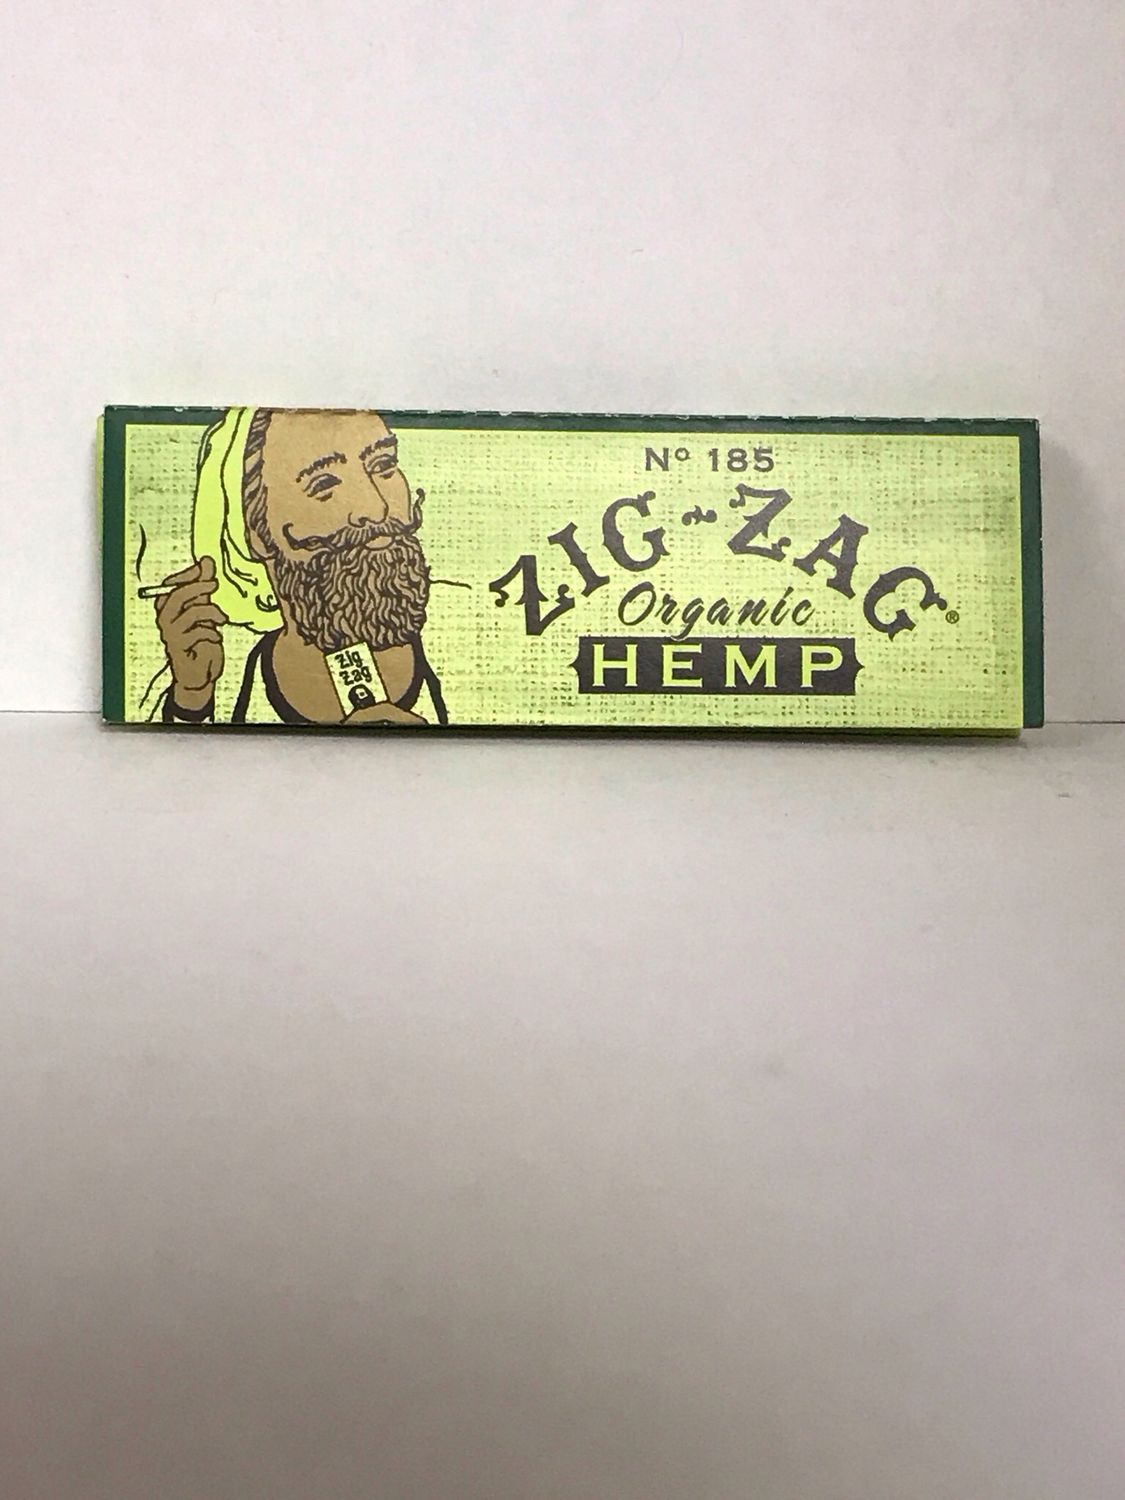 Nº 185
ZIG-ZAG®
Organic
HEMP
Zig
Zag